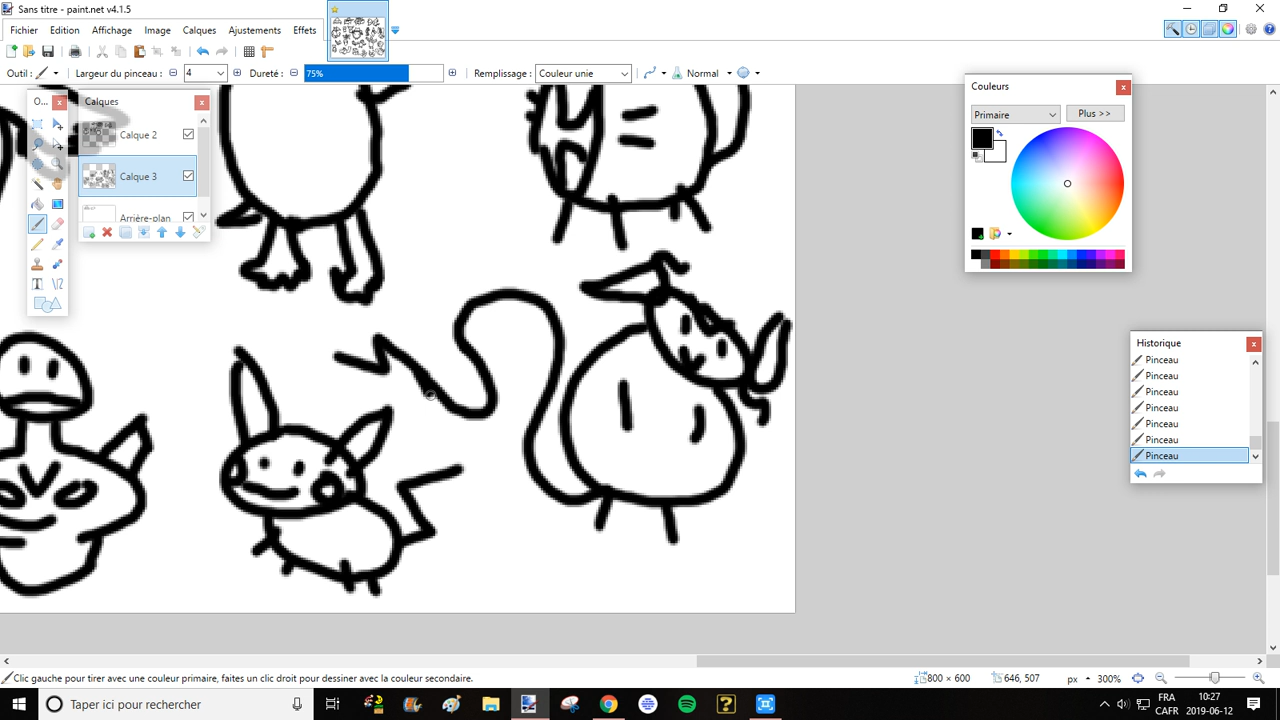 Sans titre - paint.net v4.1.5
Fichier Edition Affichage Image Calques Ajustements Effets
Outil : Largeur du pinceau : 4 Dureté : 75% Remplissage : Couleur unie Normal
O... Calques
Calque 2
Calque 3
Arrière-plan
Couleurs
Primaire Plus >>
Historique
Pinceau
Pinceau
Pinceau
Pinceau
Pinceau
Pinceau
Pinceau
Clic gauche pour tirer avec une couleur primaire, faites un clic droit pour dessiner avec la couleur secondaire. 800 × 600 646, 507 px 300%
Taper ici pour rechercher FRA 10:27
CAFR 2019-06-12